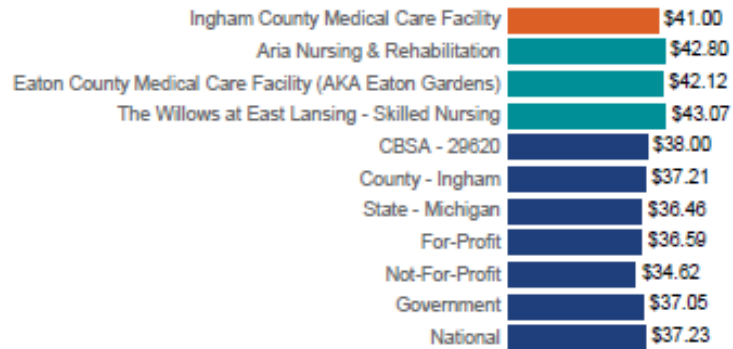 Ingham County Medical Care Facility $41.00
Aria Nursing & Rehabilitation $42.80
Eaton County Medical Care Facility (AKA Eaton Gardens) $42.12
The Willows at East Lansing - Skilled Nursing $43.07
CBSA - 29620 $38.00
County - Ingham $37.21
State - Michigan $36.46
For-Profit $36.59
Not-For-Profit $34.62
Government $37.05
National $37.23